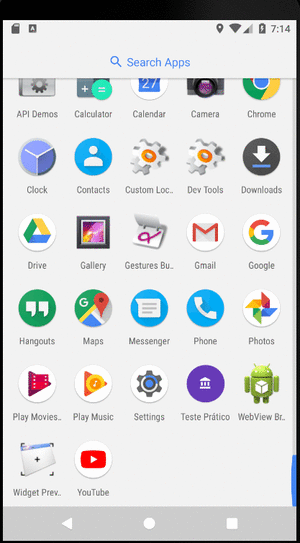 7:14
Search Apps
API Demos
Calculator
Calendar
Camera
Chrome
27
Clock
Contacts
Custom Loc..
Dev Tools
Downloads
Drive
Gallery
Gestures Bu..
Gmail
Google
Hangouts
Maps
Messenger
Phone
Photos
Play Movies..
Play Music
Settings
Teste Prático
WebView Br..
Widget Prev..
YouTube